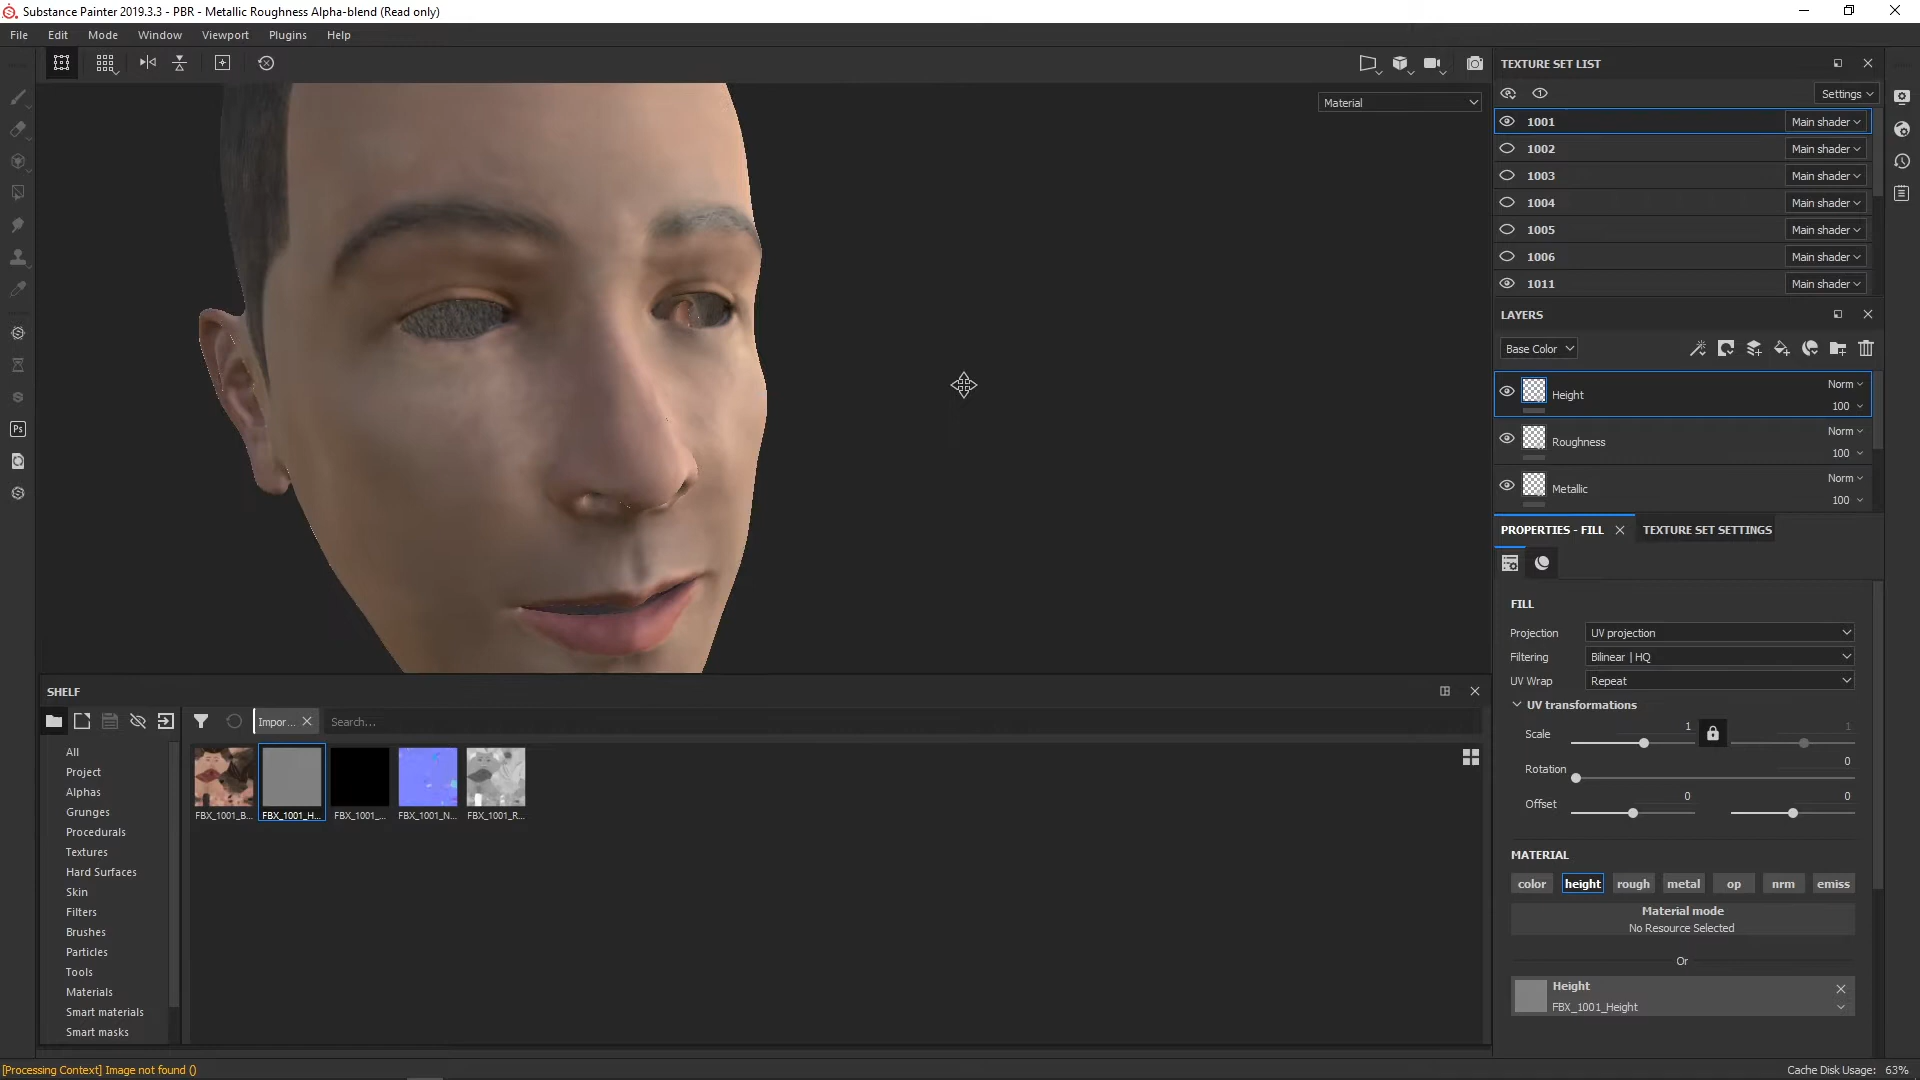 Substance Painter 2019.3.3 - PBR - Metallic Roughness Alpha-blend (Read only)
File Edit Mode Window Viewport Plugins Help
Material
TEXTURE SET LIST
Settings
1001 Main shader
1002 Main shader
1003 Main shader
1004 Main shader
1005 Main shader
1006 Main shader
1011 Main shader
LAYERS
Base Color
Height Norm 100
Roughness Norm 100
Metallic Norm 100
PROPERTIES - FILL TEXTURE SET SETTINGS
FILL
Projection UV projection
Filtering Bilinear | HQ
UV Wrap Repeat
UV transformations
Scale 1 1
Rotation 0
Offset 0 0
MATERIAL
color height rough metal op nrm emiss
Material mode
No Resource Selected
Or
Height
FBX_1001_Height
SHELF
Impor... Search...
All
Project
Alphas
Grunges
Procedurals
Textures
Hard Surfaces
Skin
Filters
Brushes
Particles
Tools
Materials
Smart materials
Smart masks
FBX_1001_B... FBX_1001_H... FBX_1001_... FBX_1001_N... FBX_1001_R...
Ps
[Processing Context] Image not found ()
Cache Disk Usage: 63%